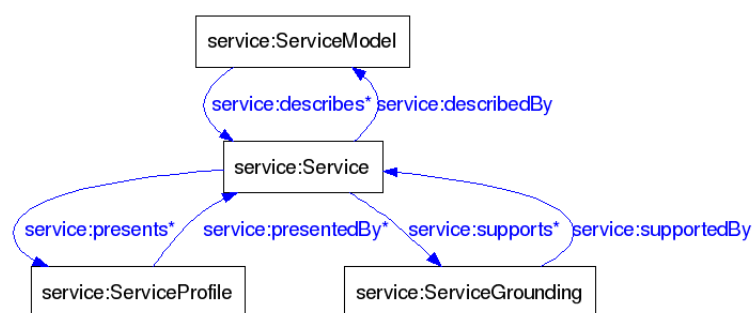 service:ServiceModel
service:describes* service:describedBy
service:Service
service:presents* service:presentedBy* service:supports* service:supportedBy
service:ServiceProfile service:ServiceGrounding